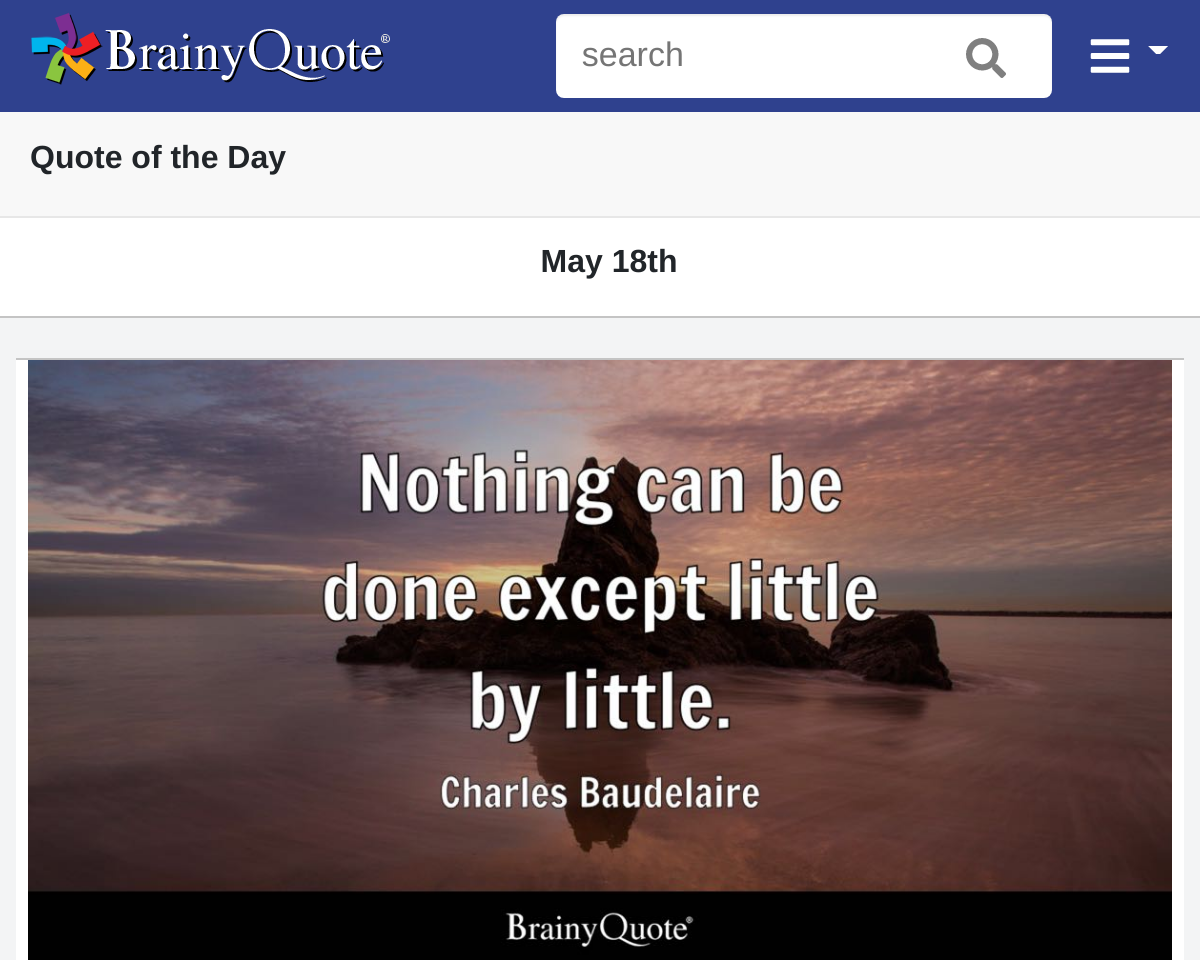 BrainyQuote®
search
Quote of the Day
May 18th
Nothing can be
done except little
by little.
Charles Baudelaire
BrainyQuote®